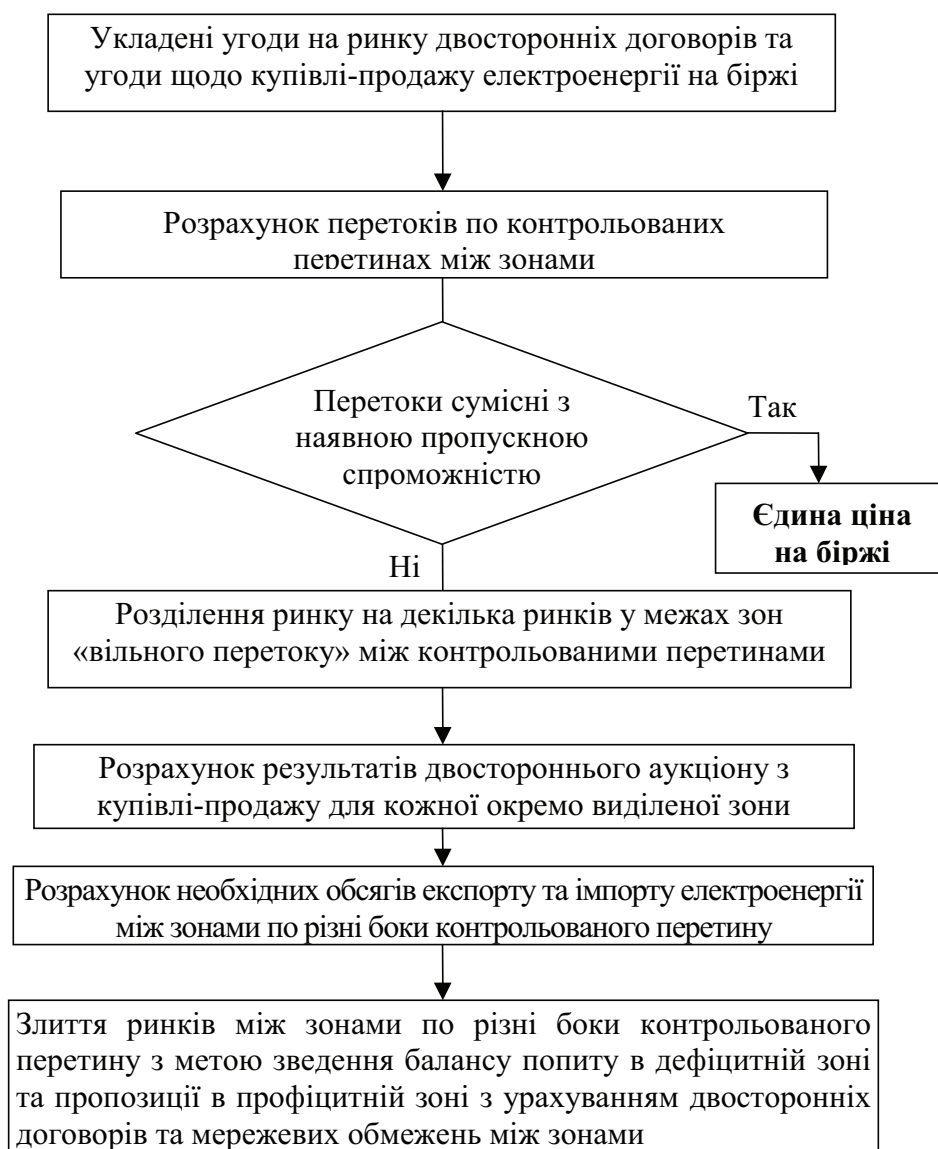 Укладені угоди на ринку двосторонніх договорів та
угоди щодо купівлі-продажу електроенергії на біржі
Розрахунок перетоків по контрольованих
перетинах між зонами
Перетоки сумісні з
наявною пропускною
спроможністю
Так
Єдина ціна
на біржі
Ні
Розділення ринку на декілька ринків у межах зон
«вільного перетоку» між контрольованими перетинами
Розрахунок результатів двостороннього аукціону з
купівлі-продажу для кожної окремо виділеної зони
Розрахунок необхідних обсягів експорту та імпорту електроенергії
між зонами по різні боки контрольованого перетину
Злиття ринків між зонами по різні боки контрольованого
перетину з метою зведення балансу попиту в дефіцитній зоні
та пропозиції в профіцитній зоні з урахуванням двосторонніх
договорів та мережевих обмежень між зонами